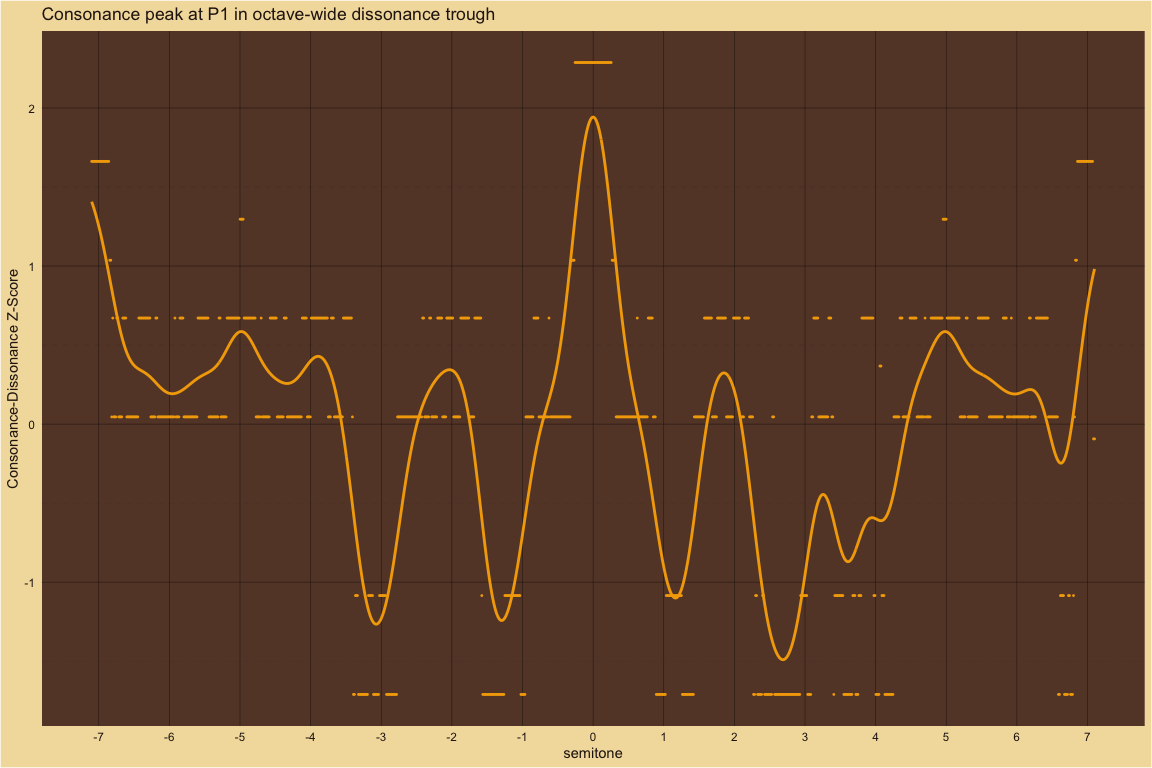 Consonance peak at P1 in octave-wide dissonance trough
Consonance-Dissonance Z-Score
2
1
0
-1
-7 -6 -5 -4 -3 -2 -1 0 1 2 3 4 5 6 7
semitone